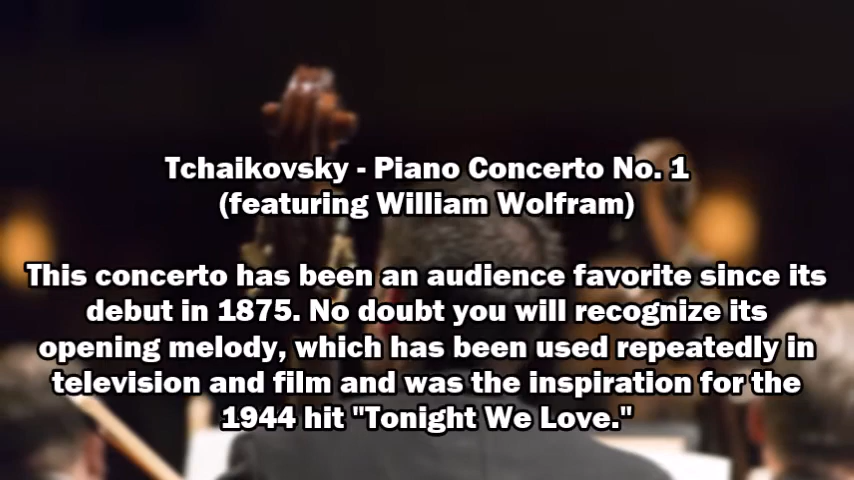 Tchaikovsky - Piano Concerto No. 1
(featuring William Wolfram)
This concerto has been an audience favorite since its
debut in 1875. No doubt you will recognize its
opening melody, which has been used repeatedly in
television and film and was the inspiration for the
1944 hit "Tonight We Love."